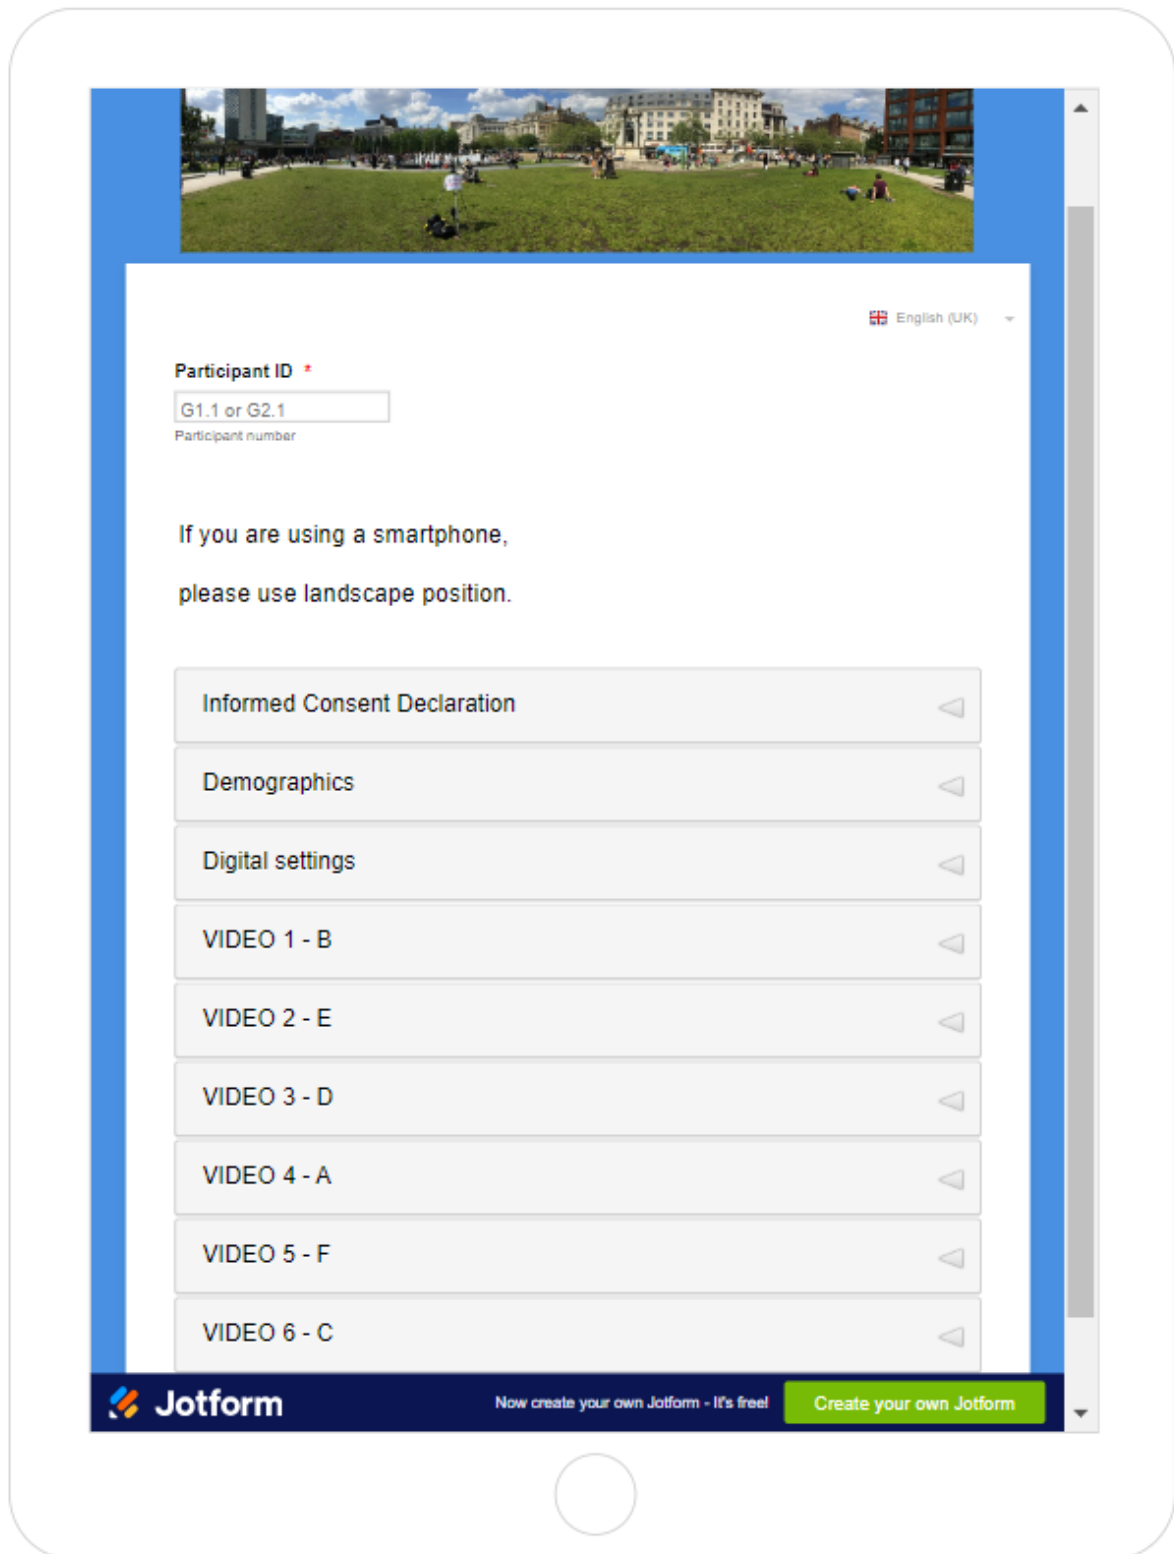 English (UK)
Participant ID *
G1.1 or G2.1
Participant number
If you are using a smartphone,
please use landscape position.
Informed Consent Declaration
Demographics
Digital settings
VIDEO 1 - B
VIDEO 2 - E
VIDEO 3 - D
VIDEO 4 - A
VIDEO 5 - F
VIDEO 6 - C
Jotform
Now create your own Jotform - It's free!
Create your own Jotform